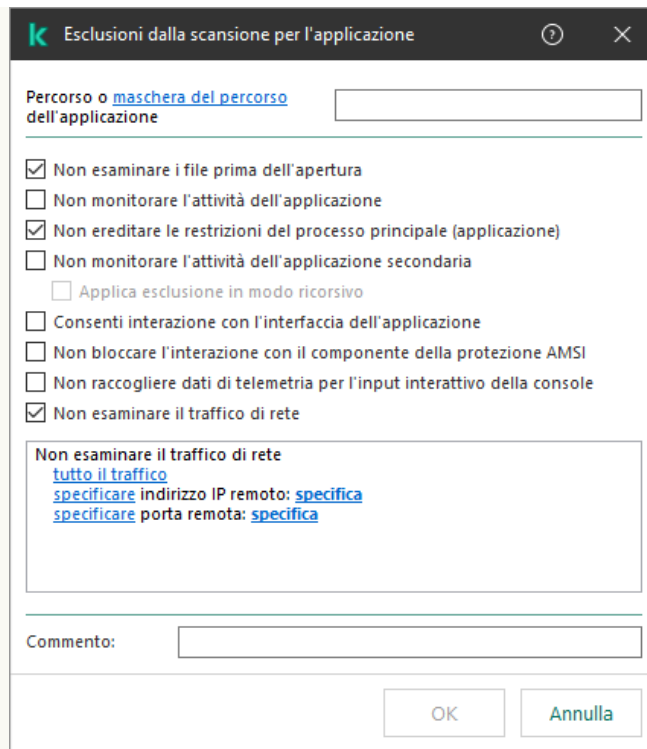 Esclusioni dalla scansione per l'applicazione
Percorso o maschera del percorso
dell'applicazione
Non esaminare i file prima dell'apertura
Non monitorare l'attività dell'applicazione
Non ereditare le restrizioni del processo principale (applicazione)
Non monitorare l'attività dell'applicazione secondaria
Applica esclusione in modo ricorsivo
Consenti interazione con l'interfaccia dell'applicazione
Non bloccare l'interazione con il componente della protezione AMSI
Non raccogliere dati di telemetria per l'input interattivo della console
Non esaminare il traffico di rete
Non esaminare il traffico di rete
tutto il traffico
specificare indirizzo IP remoto: specifica
specificare porta remota: specifica
Commento:
OK Annulla